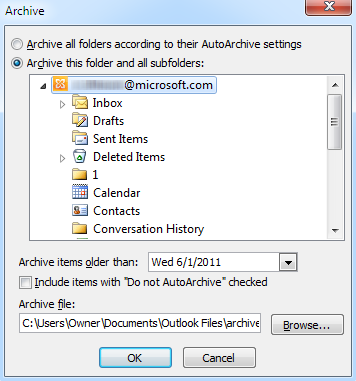 Archive
Archive all folders according to their AutoArchive settings
Archive this folder and all subfolders:
@microsoft.com
Inbox
Drafts
Sent Items
Deleted Items
1
Calendar
Contacts
Conversation History
Archive items older than: Wed 6/1/2011
Include items with "Do not AutoArchive" checked
Archive file:
C:\Users\Owner\Documents\Outlook Files\archive Browse...
OK Cancel